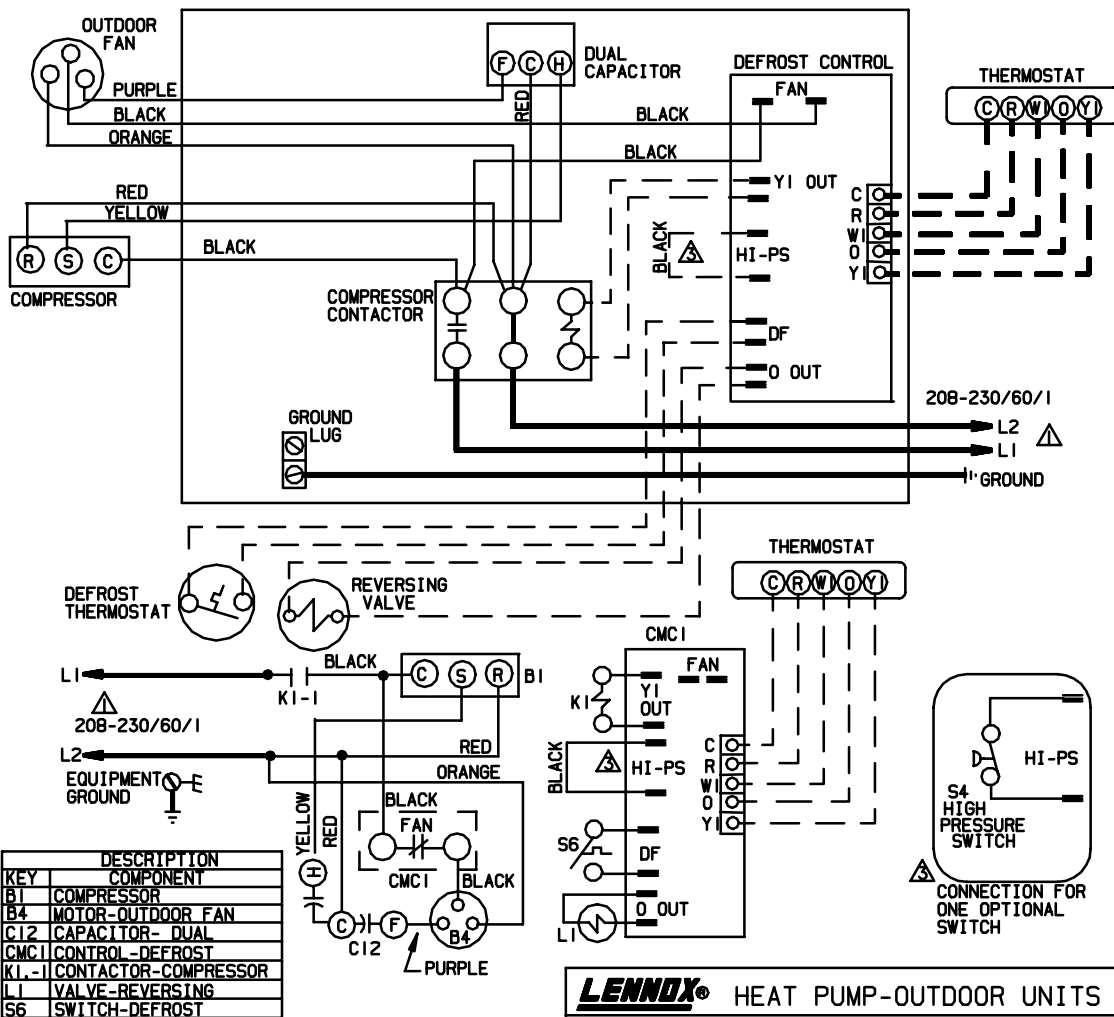 OUTDOOR
FAN
PURPLE
BLACK
ORANGE
RED
YELLOW
BLACK
R S C
COMPRESSOR
F C H
DUAL
CAPACITOR
RED
BLACK
BLACK
COMPRESSOR
CONTACTOR
DEFROST CONTROL
FAN
Y1 OUT
BLACK
3
HI-PS
DF
O OUT
C
R
W1
O
Y1
THERMOSTAT
C R W1 O Y1
208-230/60/1
L2
L1
1
GROUND
GROUND
LUG
DEFROST
THERMOSTAT
REVERSING
VALVE
L1
K1-1
BLACK
C S R
B1
1
208-230/60/1
L2
RED
ORANGE
EQUIPMENT
GROUND
YELLOW
RED
BLACK
FAN
CMC1
BLACK
H
C
C12
F
B4
PURPLE
THERMOSTAT
C R W1 O Y1
CMC1
FAN
K1
Y1
OUT
BLACK
3
HI-PS
S6
DF
O OUT
L1
C
R
W1
O
Y1
HI-PS
S4
HIGH
PRESSURE
SWITCH
3
CONNECTION FOR
ONE OPTIONAL
SWITCH
DESCRIPTION
KEY COMPONENT
B1 COMPRESSOR
B4 MOTOR-OUTDOOR FAN
C12 CAPACITOR- DUAL
CMC1 CONTROL-DEFROST
K1,-1 CONTACTOR-COMPRESSOR
L1 VALVE-REVERSING
S6 SWITCH-DEFROST
LENNOX® HEAT PUMP-OUTDOOR UNITS